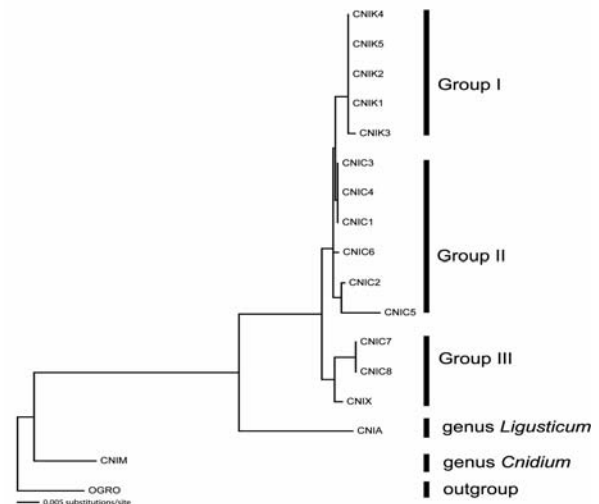 CNIK4
CNIK5
CNIK2
CNIK1
CNIK3
Group I
CNIC3
CNIC4
CNIC1
CNIC6
CNIC2
CNIC5
Group II
CNIC7
CNIC8
CNIX
Group III
CNIA
genus Ligusticum
CNIM
genus Cnidium
OGRO
outgroup
0.005 substitutions/site